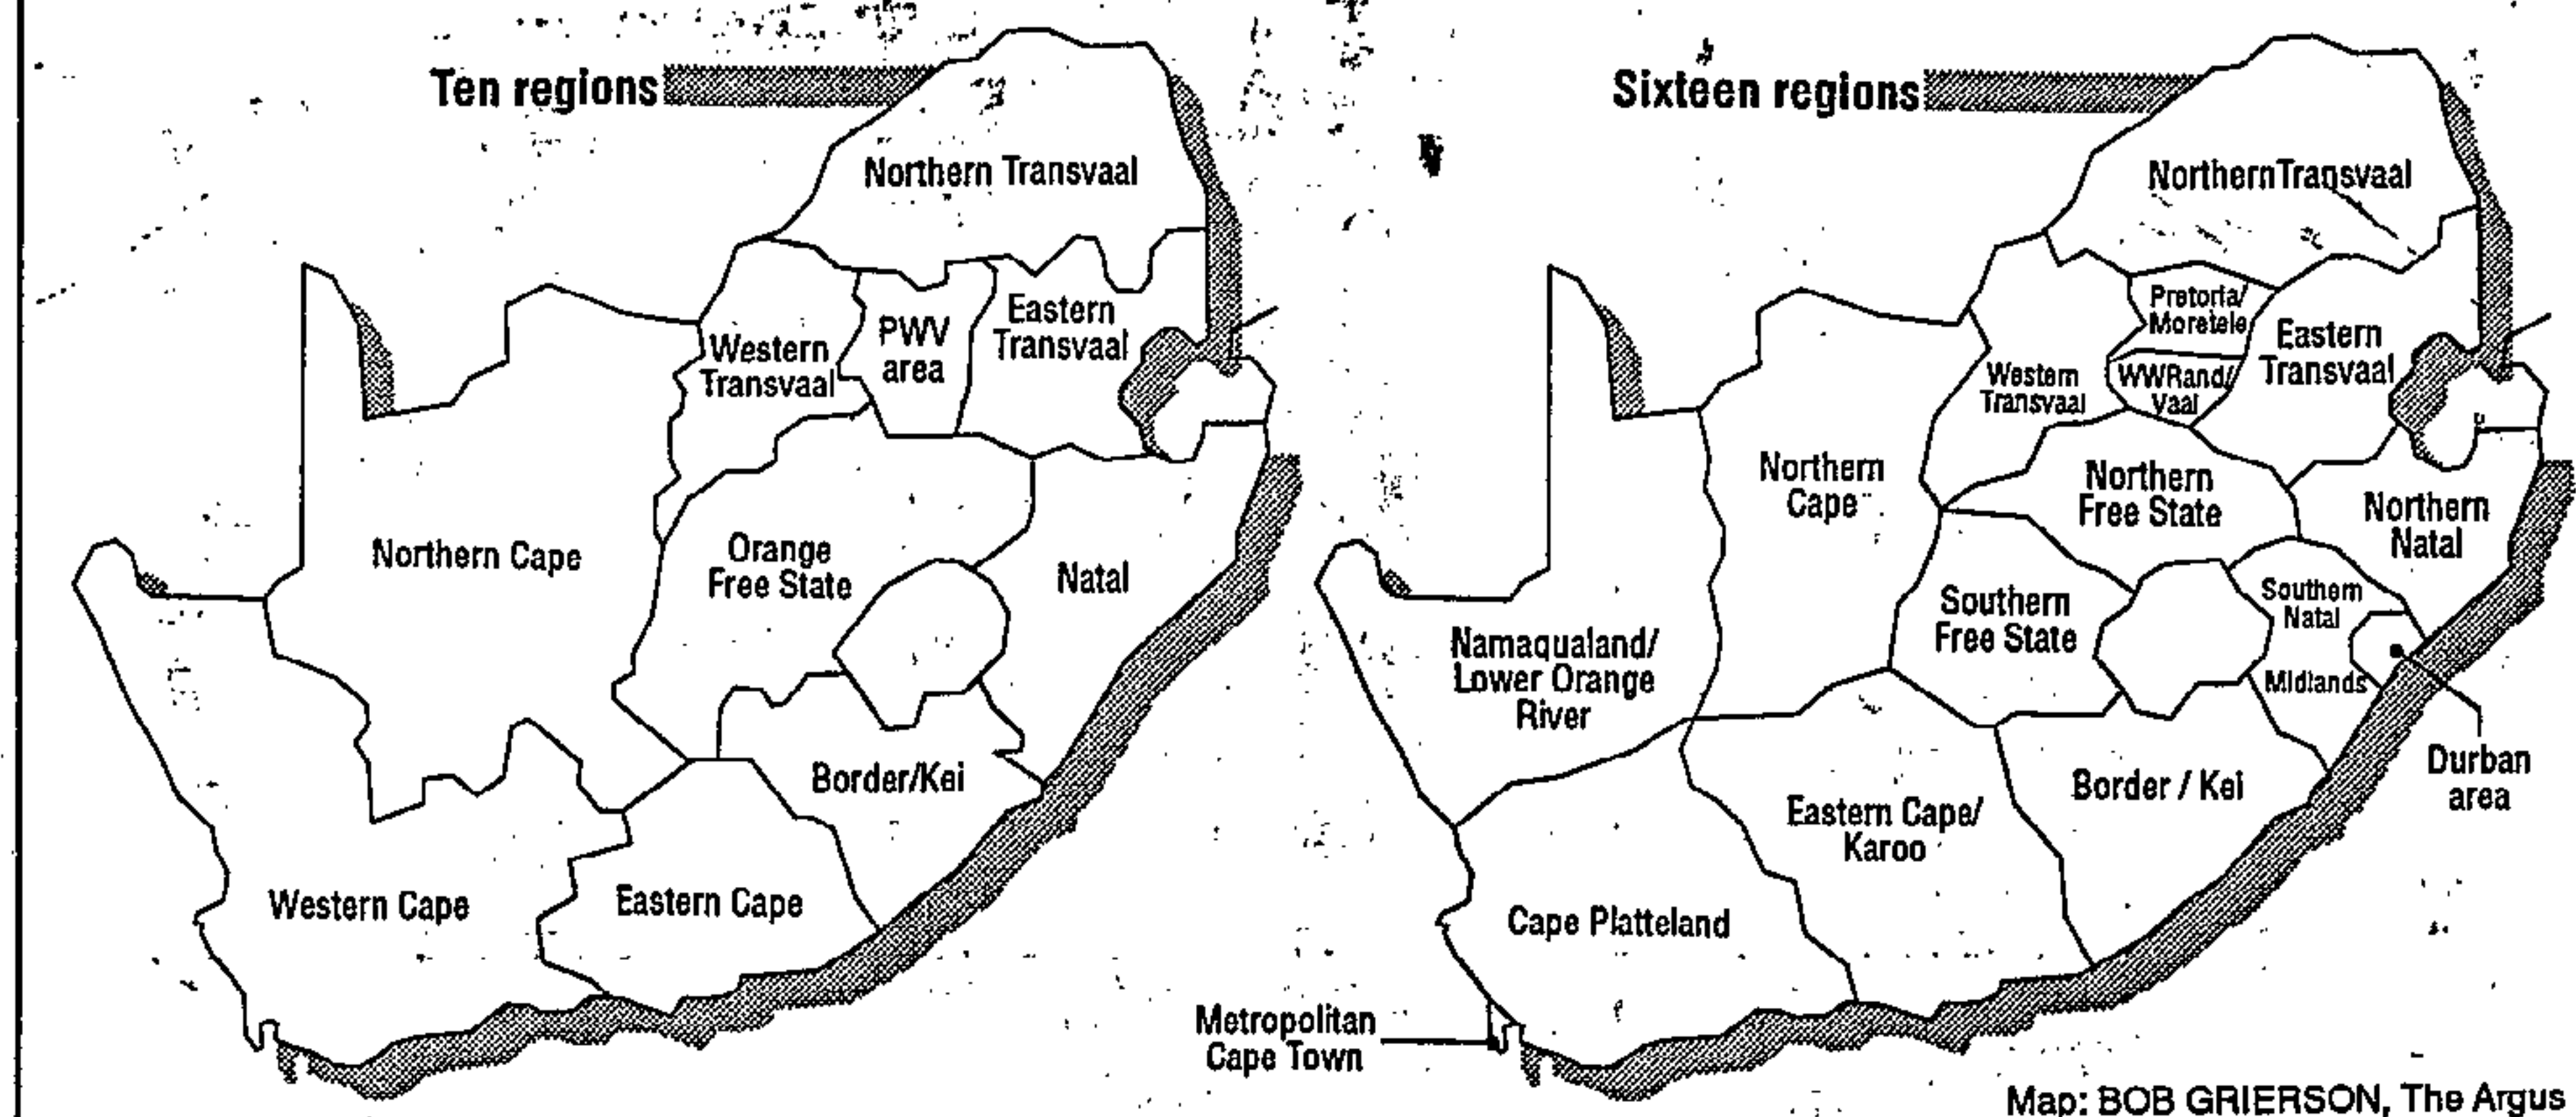 Ten regions
Northern Transvaal
Western
Transvaal
PWV
area
Eastern
Transvaal
Northern Cape
Orange
Free State
Natal
Border/Kei
Western Cape
Eastern Cape
Sixteen regions
NorthernTransvaal
Pretoria/
Moretele
Eastern
Transvaal
Western
Transvaal
WWRand/
Vaal
Northern
Cape
Northern
Free State
Northern
Natal
Southern
Natal
Midlands
Southern
Free State
Namaqualand/
Lower Orange
River
Durban
area
Border / Kei
Eastern Cape/
Karoo
Cape Platteland
Metropolitan
Cape Town
Map: BOB GRIERSON, The Argus